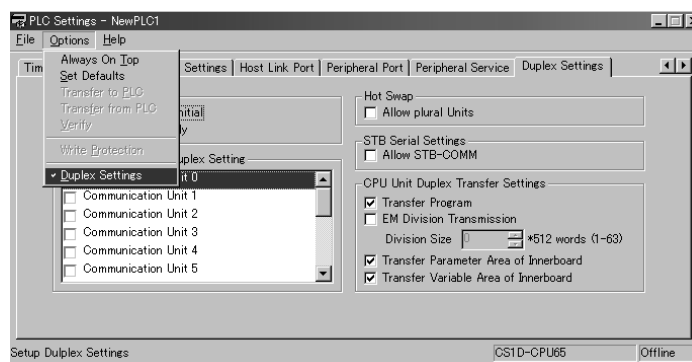 PLC Settings - NewPLC1
File Options Help
Always On Top
Set Defaults
Transfer to PLC
Transfer from PLC
Verify
Write Protection
Duplex Settings
Tim
Settings
Host Link Port
Peripheral Port
Peripheral Service
Duplex Settings
nitial
ly
uplex Setting
it 0
Communication Unit 1
Communication Unit 2
Communication Unit 3
Communication Unit 4
Communication Unit 5
Hot Swap
Allow plural Units
STB Serial Settings
Allow STB-COMM
CPU Unit Duplex Transfer Settings
Transfer Program
EM Division Transmission
Division Size 0 *512 words (1-63)
Transfer Parameter Area of Innerboard
Transfer Variable Area of Innerboard
Setup Dulplex Settings
CS1D-CPU65
Offline